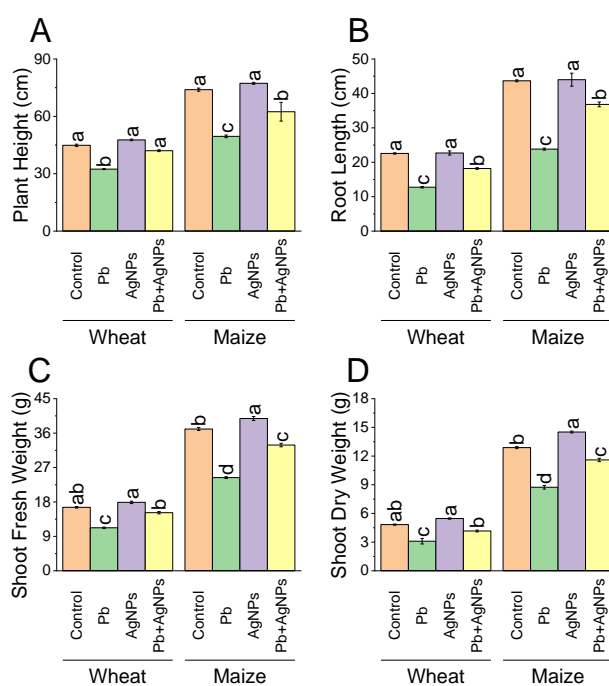 A
Plant Height (cm)
90
60
30
0
a
b
a
a
a
c
a
b
Control
Pb
AgNPs
Pb+AgNPs
Control
Pb
AgNPs
Pb+AgNPs
Wheat
Maize
B
Root Length (cm)
50
40
30
20
10
0
a
c
a
b
a
c
a
b
Control
Pb
AgNPs
Pb+AgNPs
Control
Pb
AgNPs
Pb+AgNPs
Wheat
Maize
C
Shoot Fresh Weight (g)
45
36
27
18
9
0
ab
c
a
b
b
d
a
c
Control
Pb
AgNPs
Pb+AgNPs
Control
Pb
AgNPs
Pb+AgNPs
Wheat
Maize
D
Shoot Dry Weight (g)
18
15
12
9
6
3
0
ab
c
a
b
b
d
a
c
Control
Pb
AgNPs
Pb+AgNPs
Control
Pb
AgNPs
Pb+AgNPs
Wheat
Maize